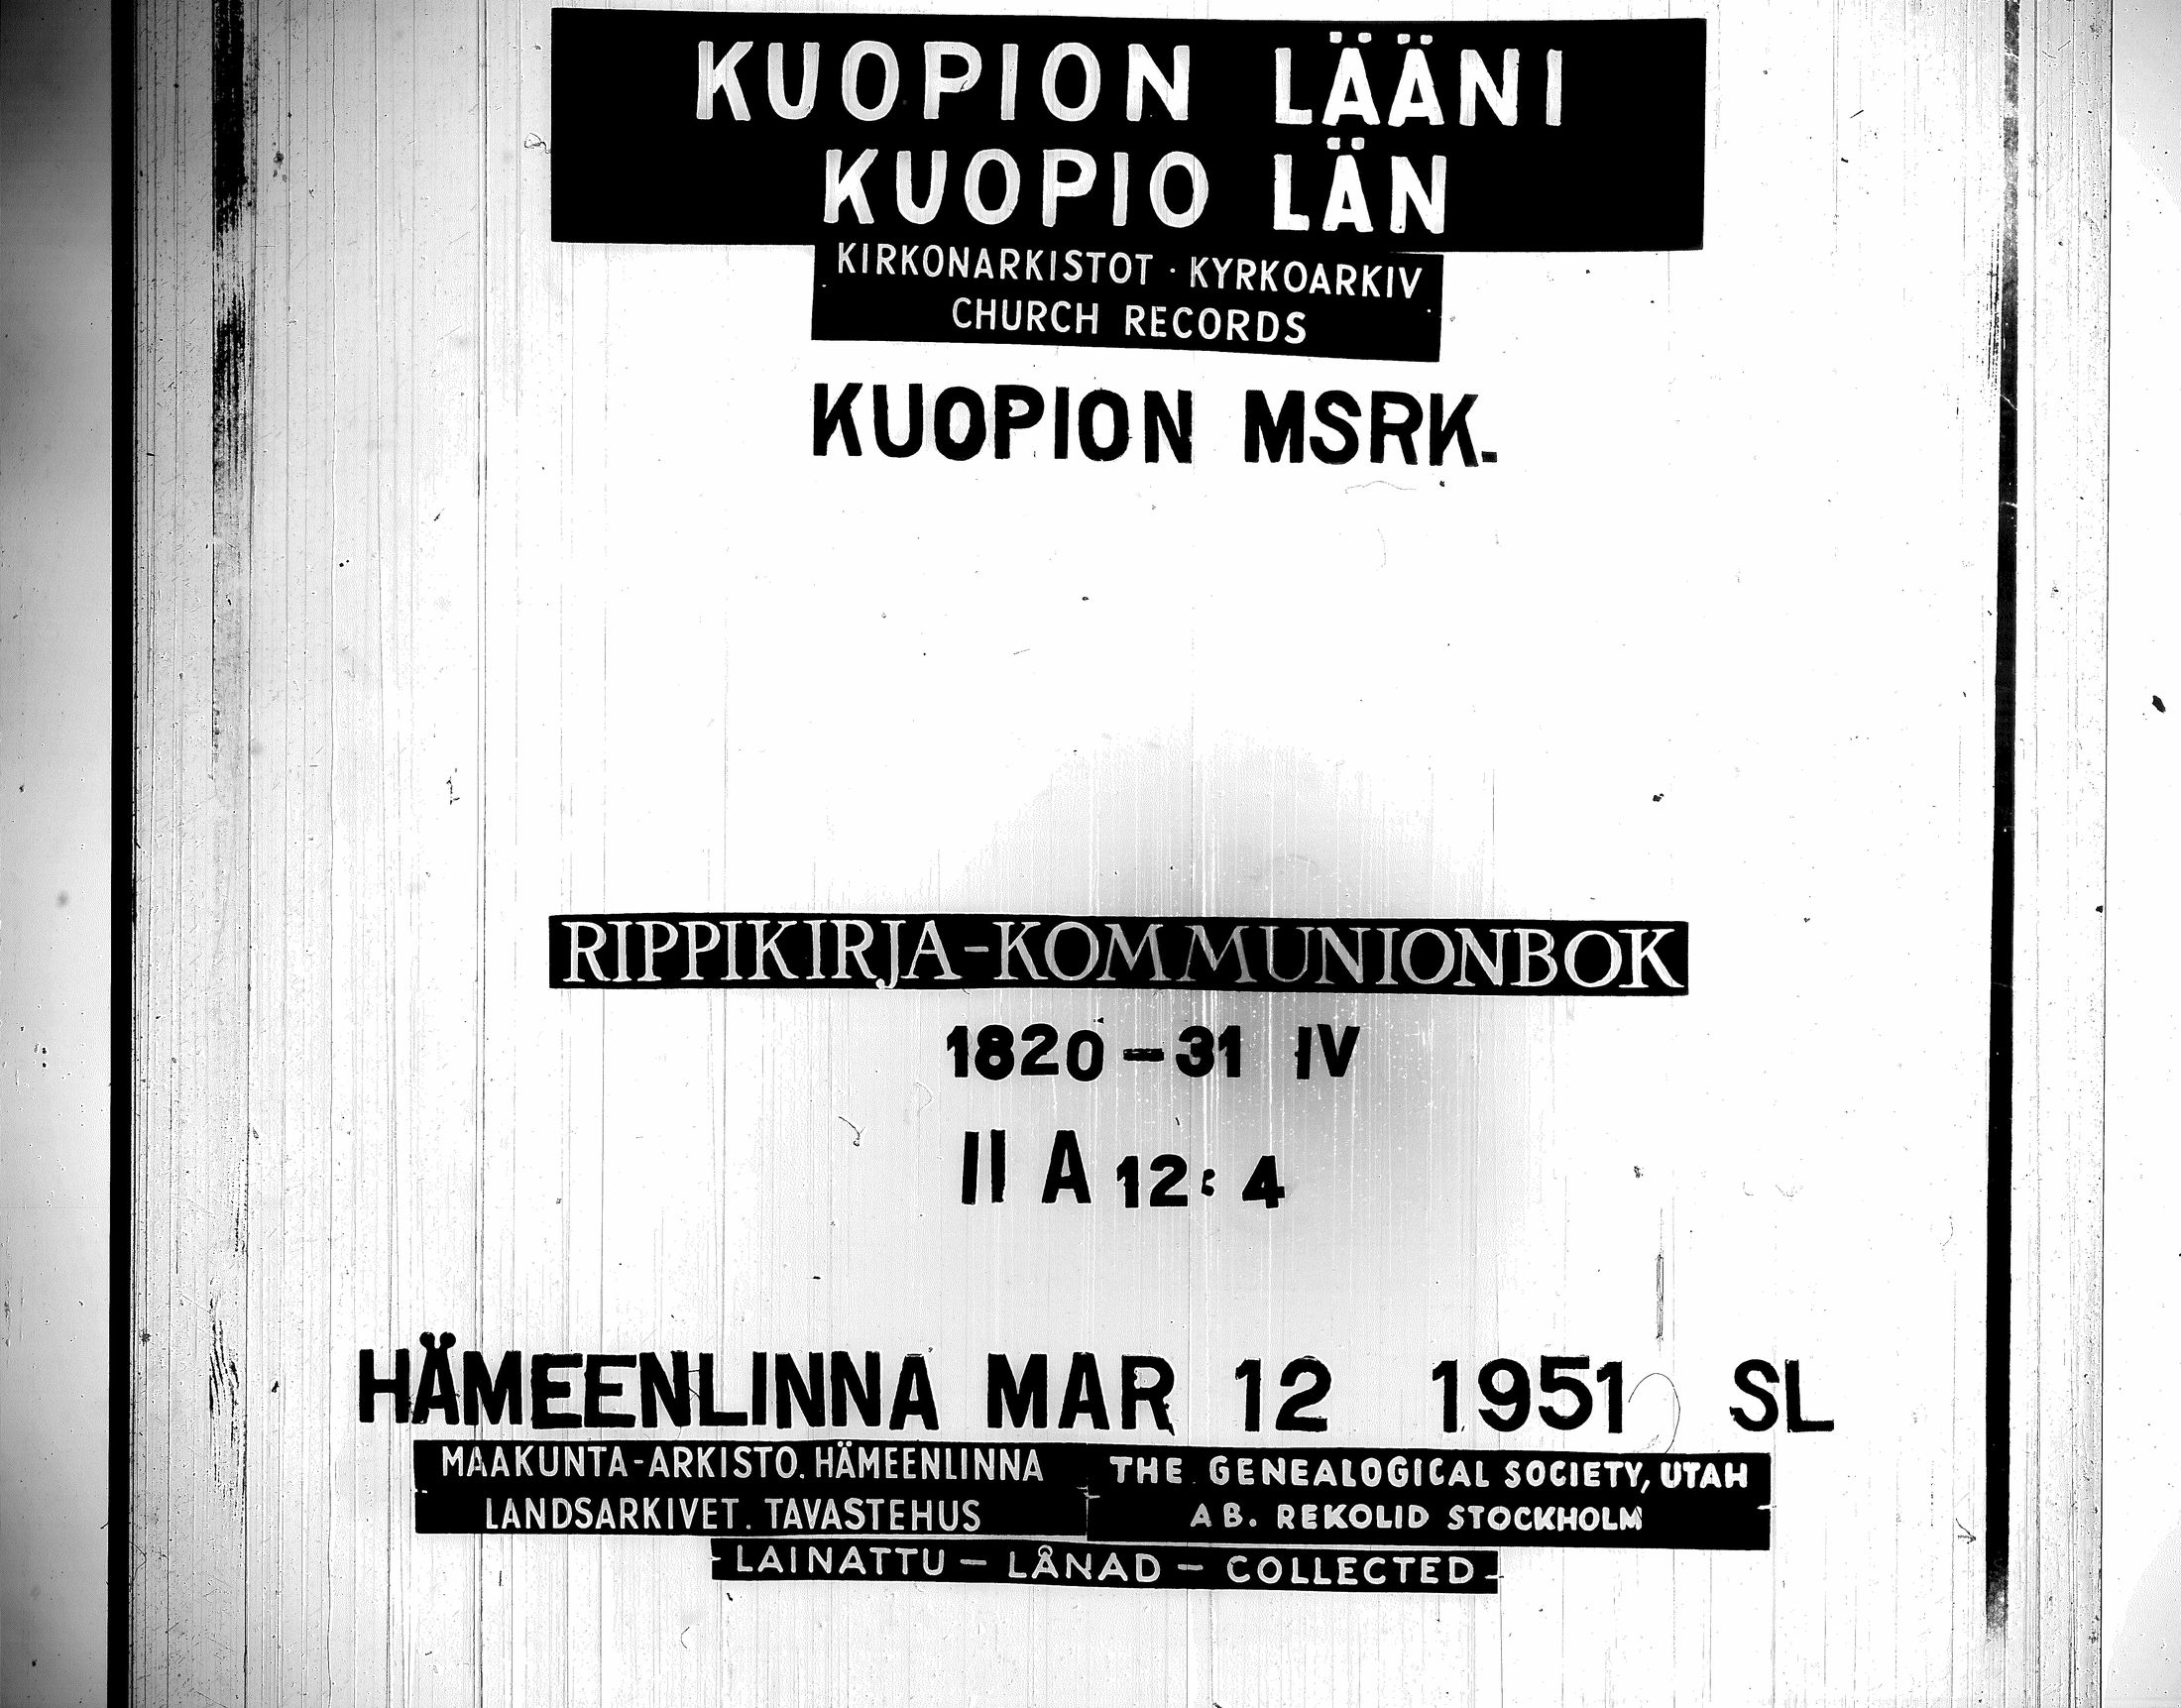 KUOPION LÄÄNI
KUOPIO LÄN
KIRKONARKISTOT · KYRKOARKIV
CHURCH RECORDS
KUOPION MSRK.
RIPPIKIRJA-KOMMUNIONBOK
1820-31 IV
II A 12:4
HÄMEENLINNA MAR 12 1951 SL
MAAKUNTA-ARKISTO. HÄMEENLINNA
LANDSARKIVET. TAVASTEHUS
THE GENEALOGICAL SOCIETY, UTAH
AB. REKOLID STOCKHOLM
LAINATTU - LÅNAD - COLLECTED